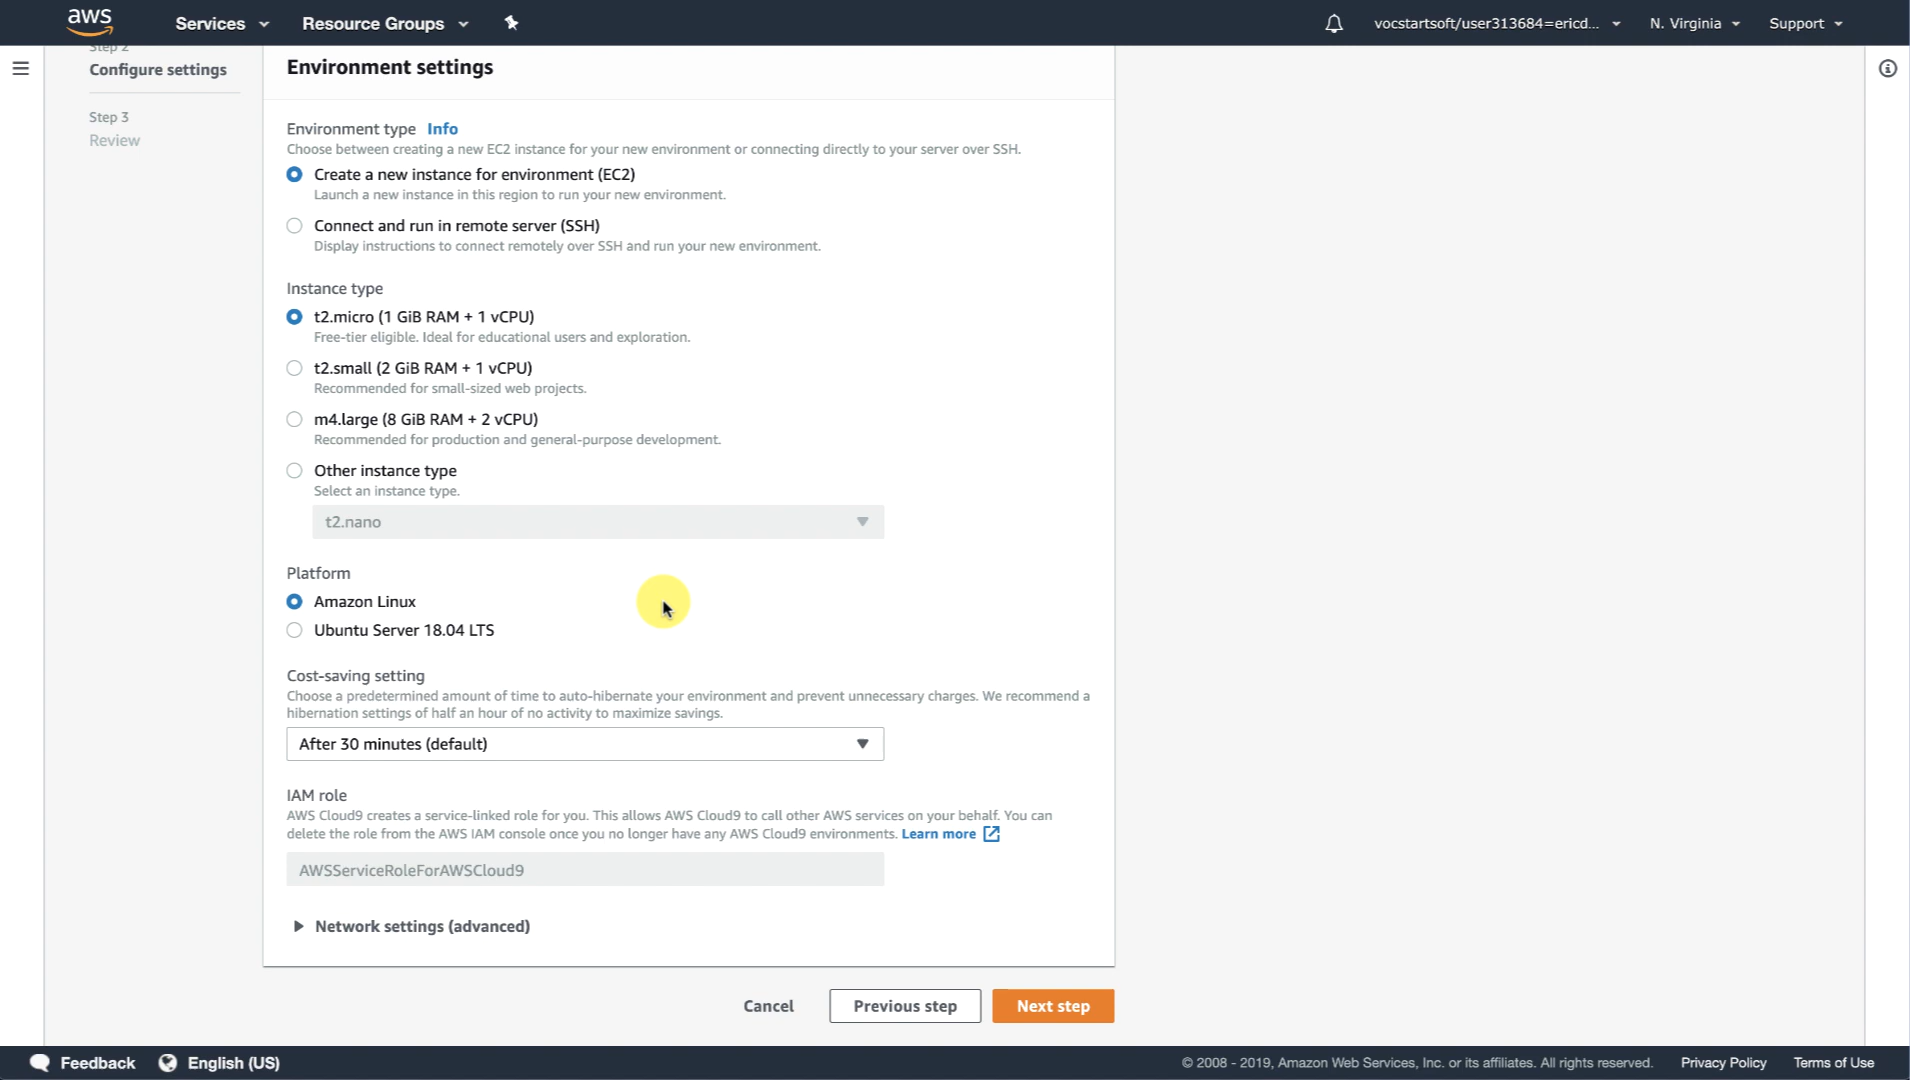 aws Services Resource Groups vocstartsoft/user313684=ericd... N. Virginia Support
Step 2
Configure settings
Step 3
Review
Environment settings
Environment type Info
Choose between creating a new EC2 instance for your new environment or connecting directly to your server over SSH.
Create a new instance for environment (EC2)
Launch a new instance in this region to run your new environment.
Connect and run in remote server (SSH)
Display instructions to connect remotely over SSH and run your new environment.
Instance type
t2.micro (1 GiB RAM + 1 vCPU)
Free-tier eligible. Ideal for educational users and exploration.
t2.small (2 GiB RAM + 1 vCPU)
Recommended for small-sized web projects.
m4.large (8 GiB RAM + 2 vCPU)
Recommended for production and general-purpose development.
Other instance type
Select an instance type.
t2.nano
Platform
Amazon Linux
Ubuntu Server 18.04 LTS
Cost-saving setting
Choose a predetermined amount of time to auto-hibernate your environment and prevent unnecessary charges. We recommend a
hibernation settings of half an hour of no activity to maximize savings.
After 30 minutes (default)
IAM role
AWS Cloud9 creates a service-linked role for you. This allows AWS Cloud9 to call other AWS services on your behalf. You can
delete the role from the AWS IAM console once you no longer have any AWS Cloud9 environments. Learn more
AWSServiceRoleForAWSCloud9
Network settings (advanced)
Cancel Previous step Next step
Feedback English (US) © 2008 - 2019, Amazon Web Services, Inc. or its affiliates. All rights reserved. Privacy Policy Terms of Use